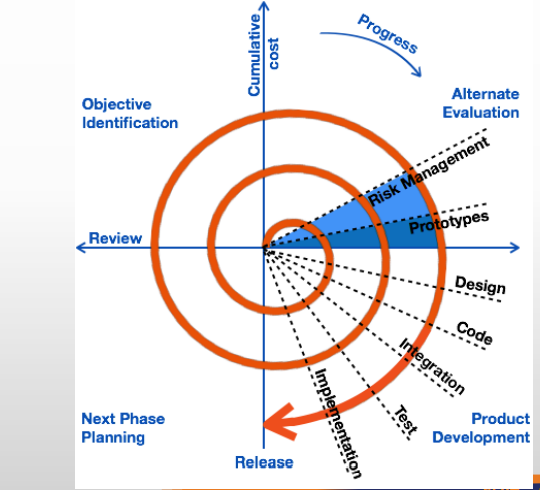 Cumulative
cost
Progress
Objective
Identification
Alternate
Evaluation
Risk Management
Prototypes
Review
Design
Code
Integration
Test
Implementation
Next Phase
Planning
Product
Development
Release